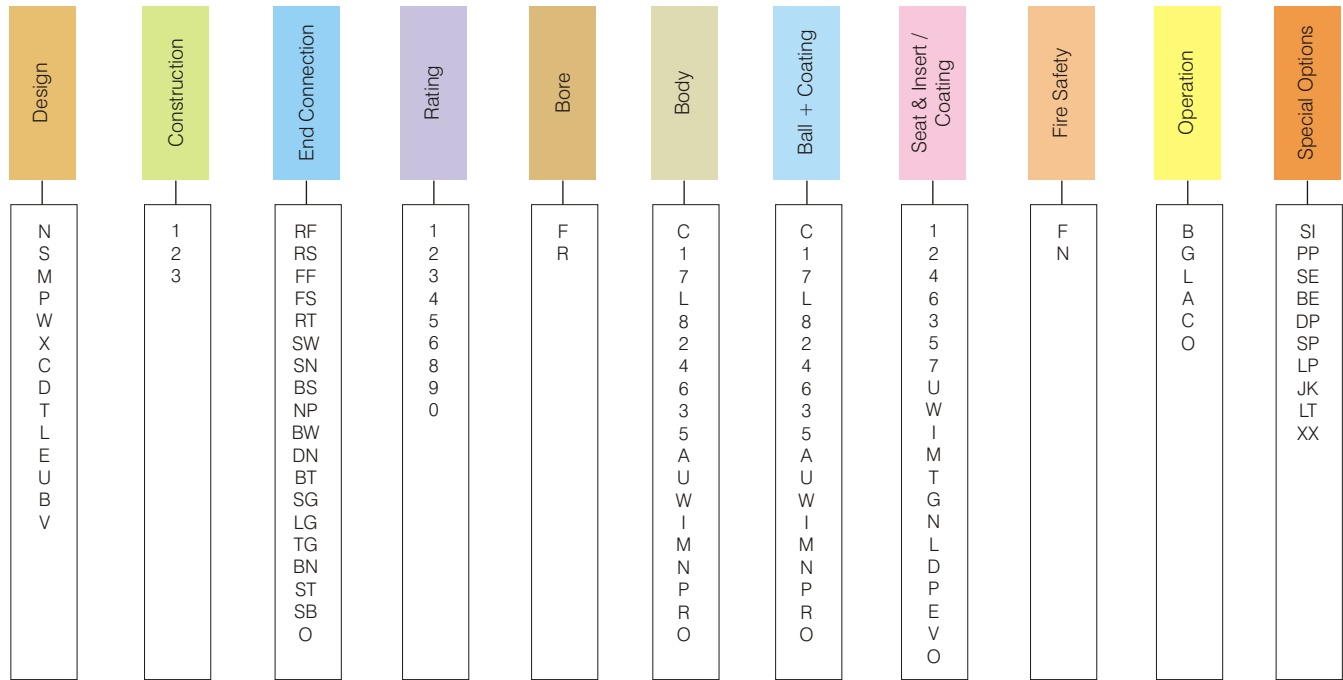 Design
N
S
M
P
W
X
C
D
T
L
E
U
B
V
Construction
1
2
3
End Connection
RF
RS
FF
FS
RT
SW
SN
BS
NP
BW
DN
BT
SG
LG
TG
BN
ST
SB
O
Rating
1
2
3
4
5
6
8
9
0
Bore
F
R
Body
C
1
7
L
8
2
4
6
3
5
A
U
W
I
M
N
P
R
O
Ball + Coating
C
1
7
L
8
2
4
6
3
5
A
U
W
I
M
N
P
R
O
Seat & Insert /
Coating
1
2
4
6
3
5
7
U
W
I
M
T
G
N
L
D
P
E
V
O
Fire Safety
F
N
Operation
B
G
L
A
C
O
Special Options
SI
PP
SE
BE
DP
SP
LP
JK
LT
XX